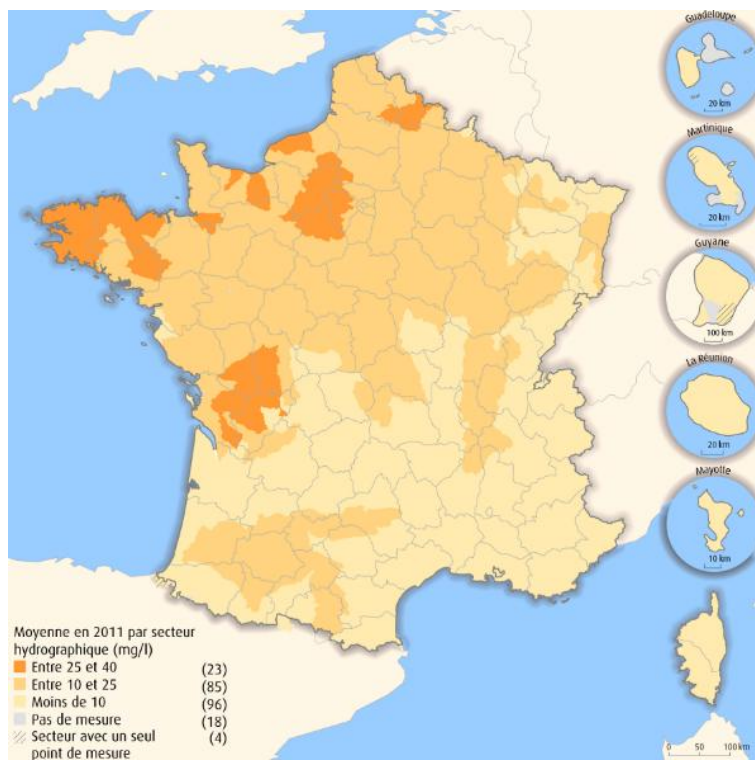 Guadeloupe
20 km
Martinique
20 km
Guyane
100 km
La Réunion
20 km
Mayotte
10 km
Moyenne en 2011 par secteur
hydrographique (mg/l)
Entre 25 et 40 (23)
Entre 10 et 25 (85)
Moins de 10 (96)
Pas de mesure (18)
Secteur avec un seul (4)
point de mesure
0 50 100 km